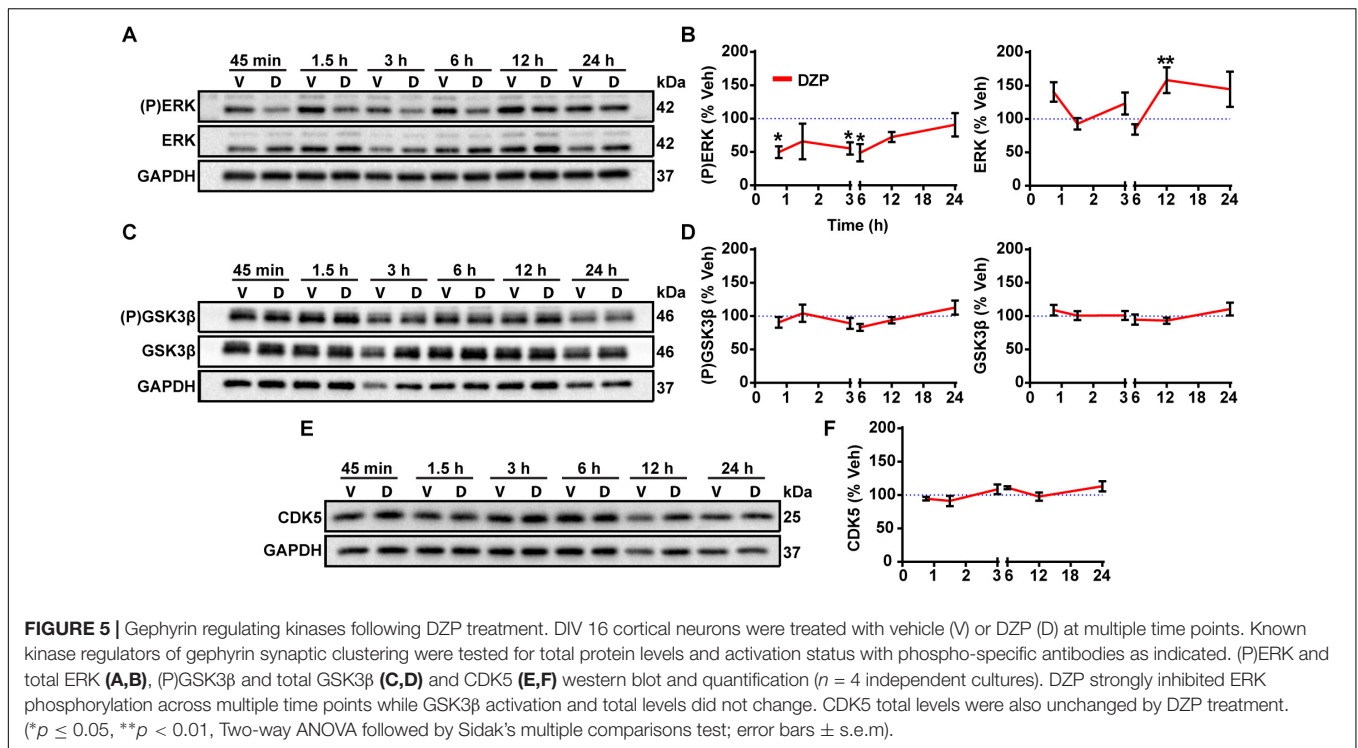 A
45 min 1.5 h 3 h 6 h 12 h 24 h
V D V D V D V D V D V D kDa
(P)ERK 42
ERK 42
GAPDH 37
B
200
150
100
50
0
(P)ERK (% Veh)
DZP
* * *
0 1 2 3 6 12 18 24
Time (h)
200
150
100
50
0
ERK (% Veh)
**
0 1 2 3 6 12 18 24
C
45 min 1.5 h 3 h 6 h 12 h 24 h
V D V D V D V D V D V D kDa
(P)GSK3β 46
GSK3β 46
GAPDH 37
D
200
150
100
50
0
(P)GSK3β (% Veh)
0 1 2 3 6 12 18 24
200
150
100
50
0
GSK3β (% Veh)
0 1 2 3 6 12 18 24
E
45 min 1.5 h 3 h 6 h 12 h 24 h
V D V D V D V D V D V D kDa
CDK5 25
GAPDH 37
F
200
150
100
50
0
CDK5 (% Veh)
0 1 2 3 6 12 18 24
FIGURE 5 | Gephyrin regulating kinases following DZP treatment. DIV 16 cortical neurons were treated with vehicle (V) or DZP (D) at multiple time points. Known
kinase regulators of gephyrin synaptic clustering were tested for total protein levels and activation status with phospho-specific antibodies as indicated. (P)ERK and
total ERK (A,B), (P)GSK3β and total GSK3β (C,D) and CDK5 (E,F) western blot and quantification (n = 4 independent cultures). DZP strongly inhibited ERK
phosphorylation across multiple time points while GSK3β activation and total levels did not change. CDK5 total levels were also unchanged by DZP treatment.
(*p ≤ 0.05, **p < 0.01, Two-way ANOVA followed by Sidak's multiple comparisons test; error bars ± s.e.m).